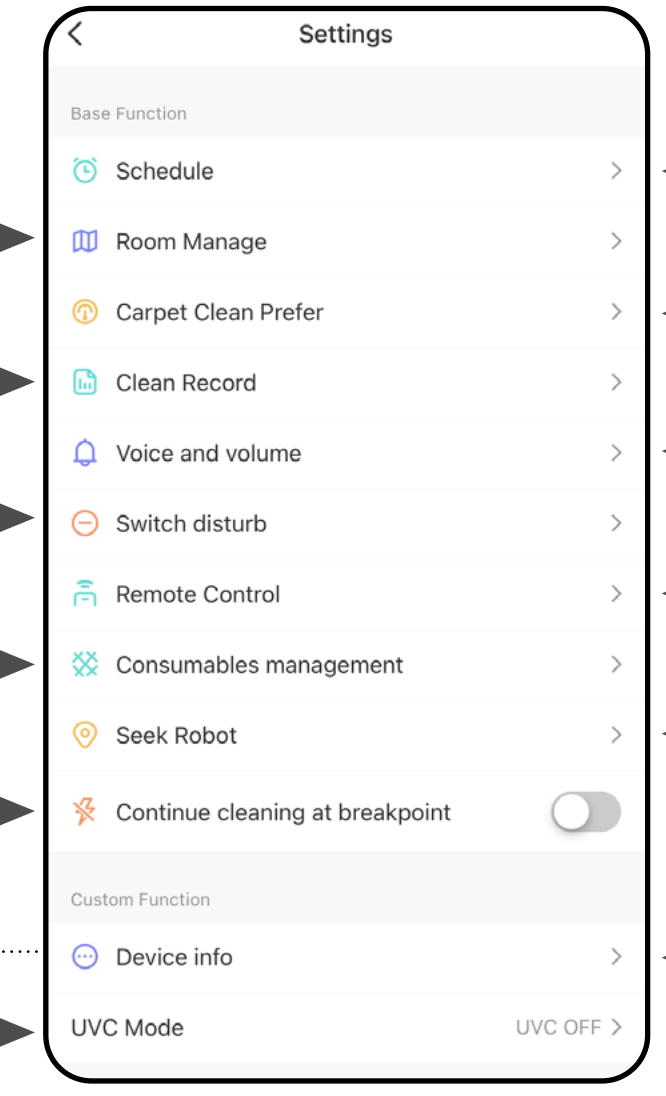 Settings
Base Function
Schedule
Room Manage
Carpet Clean Prefer
Clean Record
Voice and volume
Switch disturb
Remote Control
Consumables management
Seek Robot
Continue cleaning at breakpoint
Custom Function
Device info
UVC Mode UVC OFF